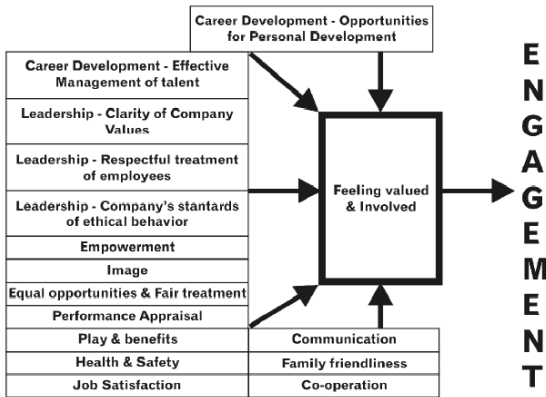 Career Development - Opportunities
for Personal Development
Career Development - Effective
Management of talent
Leadership - Clarity of Company
Values
Leadership - Respectful treatment
of employees
Leadership - Company's stantards
of ethical behavior
Empowerment
Image
Equal opportunities & Fair treatment
Performance Appraisal
Play & benefits
Health & Safety
Job Satisfaction
Communication
Family friendliness
Co-operation
Feeling valued
& Involved
ENGAGEMENT